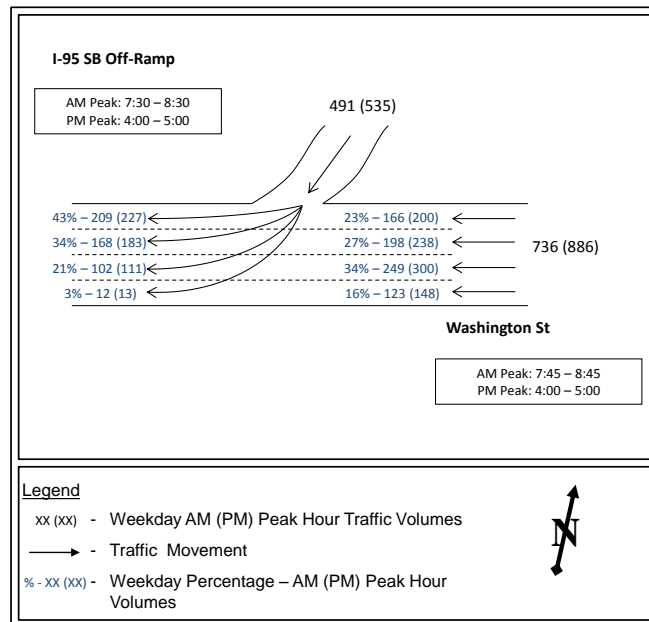 I-95 SB Off-Ramp
AM Peak: 7:30 – 8:30
PM Peak: 4:00 – 5:00
491 (535)
43% – 209 (227)
23% – 166 (200)
34% – 168 (183)
27% – 198 (238)
736 (886)
21% – 102 (111)
34% – 249 (300)
3% – 12 (13)
16% – 123 (148)
Washington St
AM Peak: 7:45 – 8:45
PM Peak: 4:00 – 5:00
Legend
XX (XX) - Weekday AM (PM) Peak Hour Traffic Volumes
- Traffic Movement
% - XX (XX) - Weekday Percentage – AM (PM) Peak Hour
Volumes
N